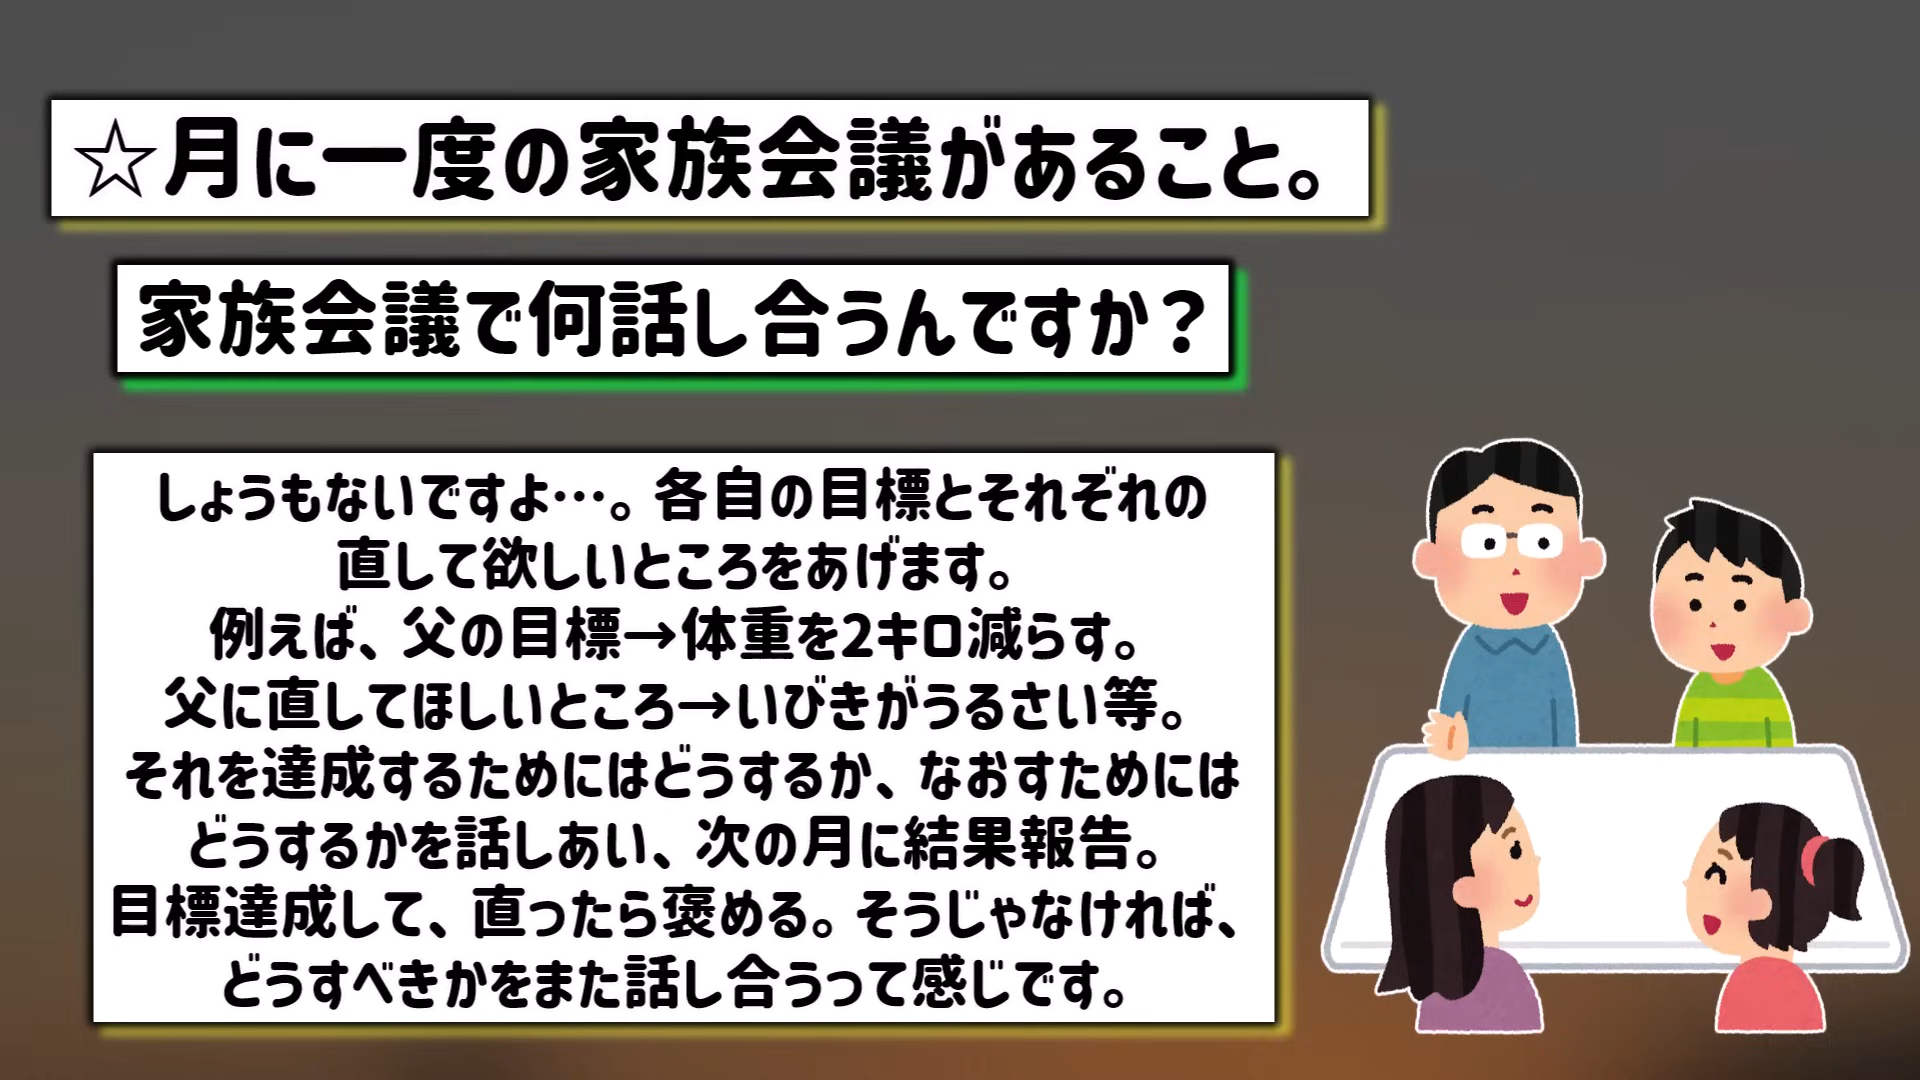 ☆月に一度の家族会議があること。
家族会議で何話し合うんですか？
しょうもないですよ…。各自の目標とそれぞれの
直して欲しいところをあげます。
例えば、父の目標→体重を2キロ減らす。
父に直してほしいところ→いびきがうるさい等。
それを達成するためにはどうするか、なおすためには
どうするかを話しあい、次の月に結果報告。
目標達成して、直ったら褒める。そうじゃなければ、
どうすべきかをまた話し合うって感じです。